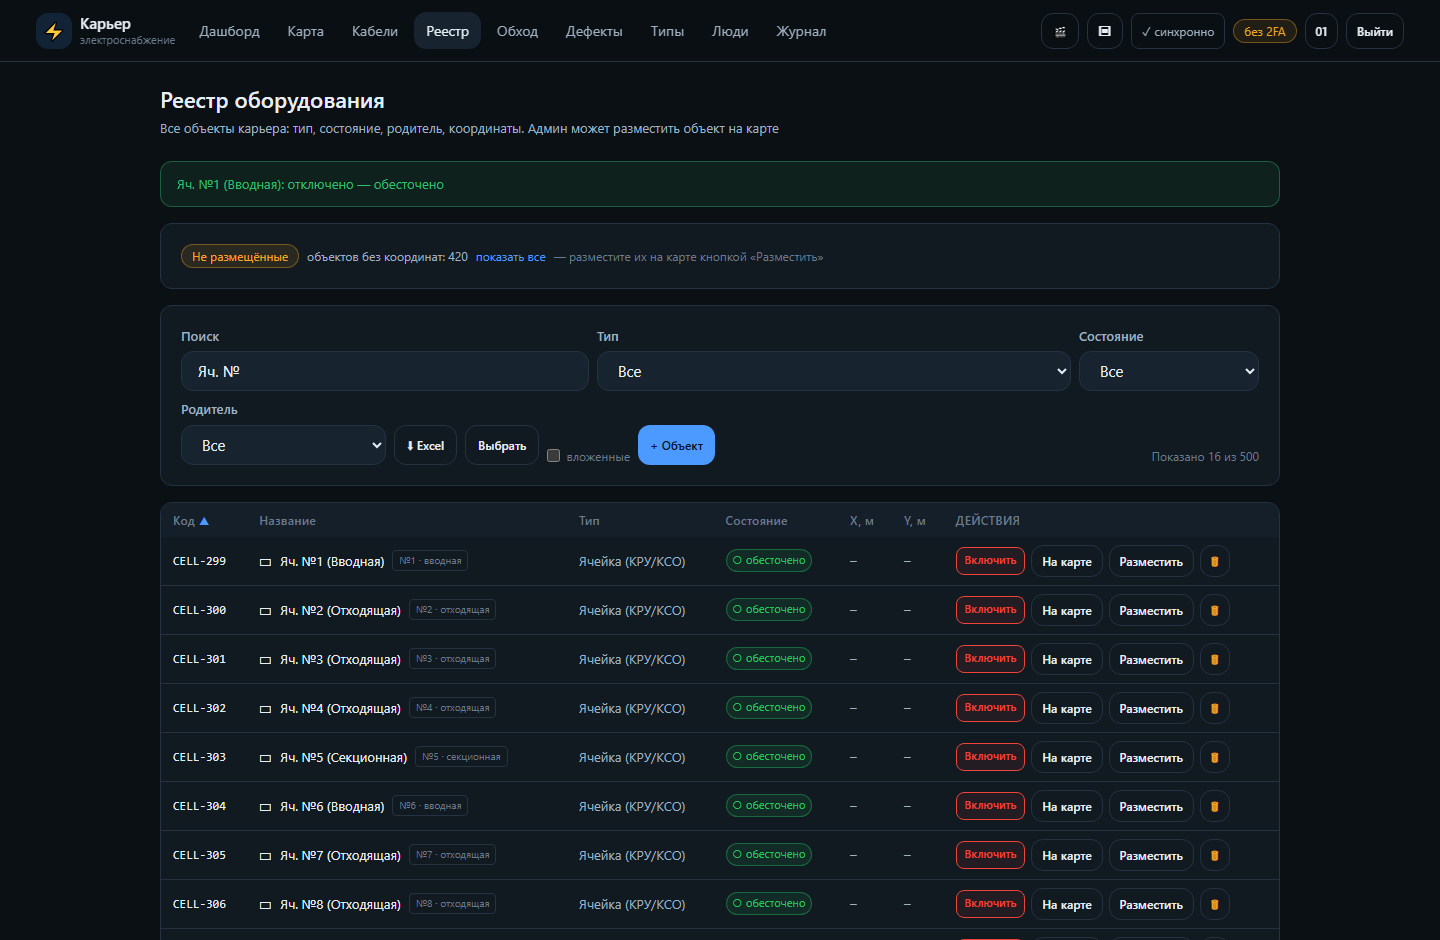 Карьер
электроснабжение
Дашборд Карта Кабели Реестр Обход Дефекты Типы Люди Журнал
✓ синхронно без 2FA 01 Выйти
Реестр оборудования
Все объекты карьера: тип, состояние, родитель, координаты. Админ может разместить объект на карте
Яч. №1 (Вводная): отключено — обесточено
Не размещённые объектов без координат: 420 показать все — разместите их на карте кнопкой «Разместить»
Поиск Тип Состояние
Яч. № Все Все
Родитель
Все ⬇ Excel Выбрать вложенные + Объект Показано 16 из 500
Код ▲ Название Тип Состояние X, м Y, м ДЕЙСТВИЯ
CELL-299 Яч. №1 (Вводная) №1 · вводная Ячейка (КРУ/КСО) обесточено – – Включить На карте Разместить
CELL-300 Яч. №2 (Отходящая) №2 · отходящая Ячейка (КРУ/КСО) обесточено – – Включить На карте Разместить
CELL-301 Яч. №3 (Отходящая) №3 · отходящая Ячейка (КРУ/КСО) обесточено – – Включить На карте Разместить
CELL-302 Яч. №4 (Отходящая) №4 · отходящая Ячейка (КРУ/КСО) обесточено – – Включить На карте Разместить
CELL-303 Яч. №5 (Секционная) №5 · секционная Ячейка (КРУ/КСО) обесточено – – Включить На карте Разместить
CELL-304 Яч. №6 (Вводная) №6 · вводная Ячейка (КРУ/КСО) обесточено – – Включить На карте Разместить
CELL-305 Яч. №7 (Отходящая) №7 · отходящая Ячейка (КРУ/КСО) обесточено – – Включить На карте Разместить
CELL-306 Яч. №8 (Отходящая) №8 · отходящая Ячейка (КРУ/КСО) обесточено – – Включить На карте Разместить